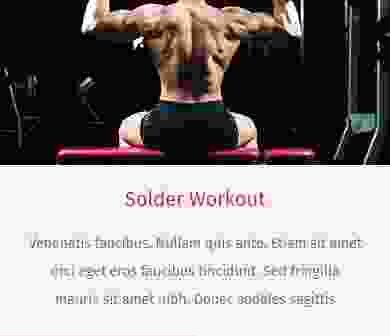 Solder Workout
Venenatis faucibus. Nullam quis ante. Etiam sit amet
orci eget eros faucibus tincidunt. Sed fringilla
mauris sit amet nibh. Donec sodales sagittis